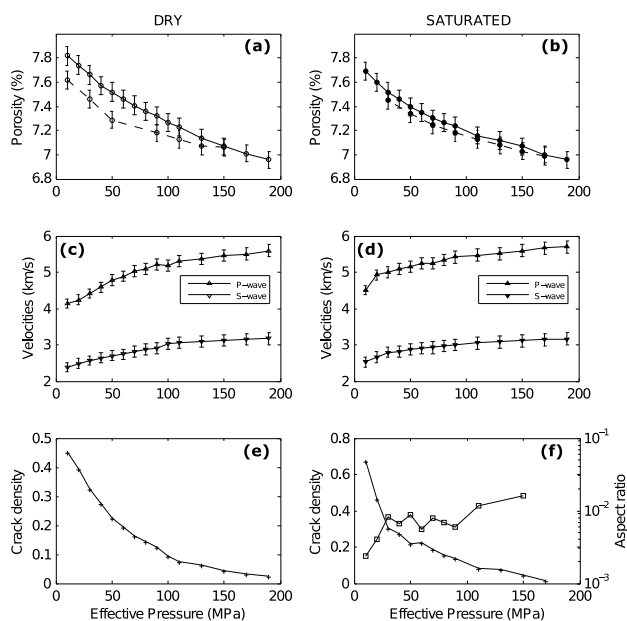 DRY
SATURATED
(a)
7.8
7.6
7.4
7.2
7
6.8
Porosity (%)
0 50 100 150 200
(b)
7.8
7.6
7.4
7.2
7
6.8
Porosity (%)
0 50 100 150 200
(c)
6
5
4
3
2
Velocities (km/s)
P-wave
S-wave
0 50 100 150 200
(d)
6
5
4
3
2
Velocities (km/s)
P-wave
S-wave
0 50 100 150 200
(e)
0.5
0.4
0.3
0.2
0.1
0
Crack density
0 50 100 150 200
Effective Pressure (MPa)
(f)
0.8
0.6
0.4
0.2
0
Crack density
10⁻¹
10⁻²
10⁻³
Aspect ratio
0 50 100 150 200
Effective Pressure (MPa)